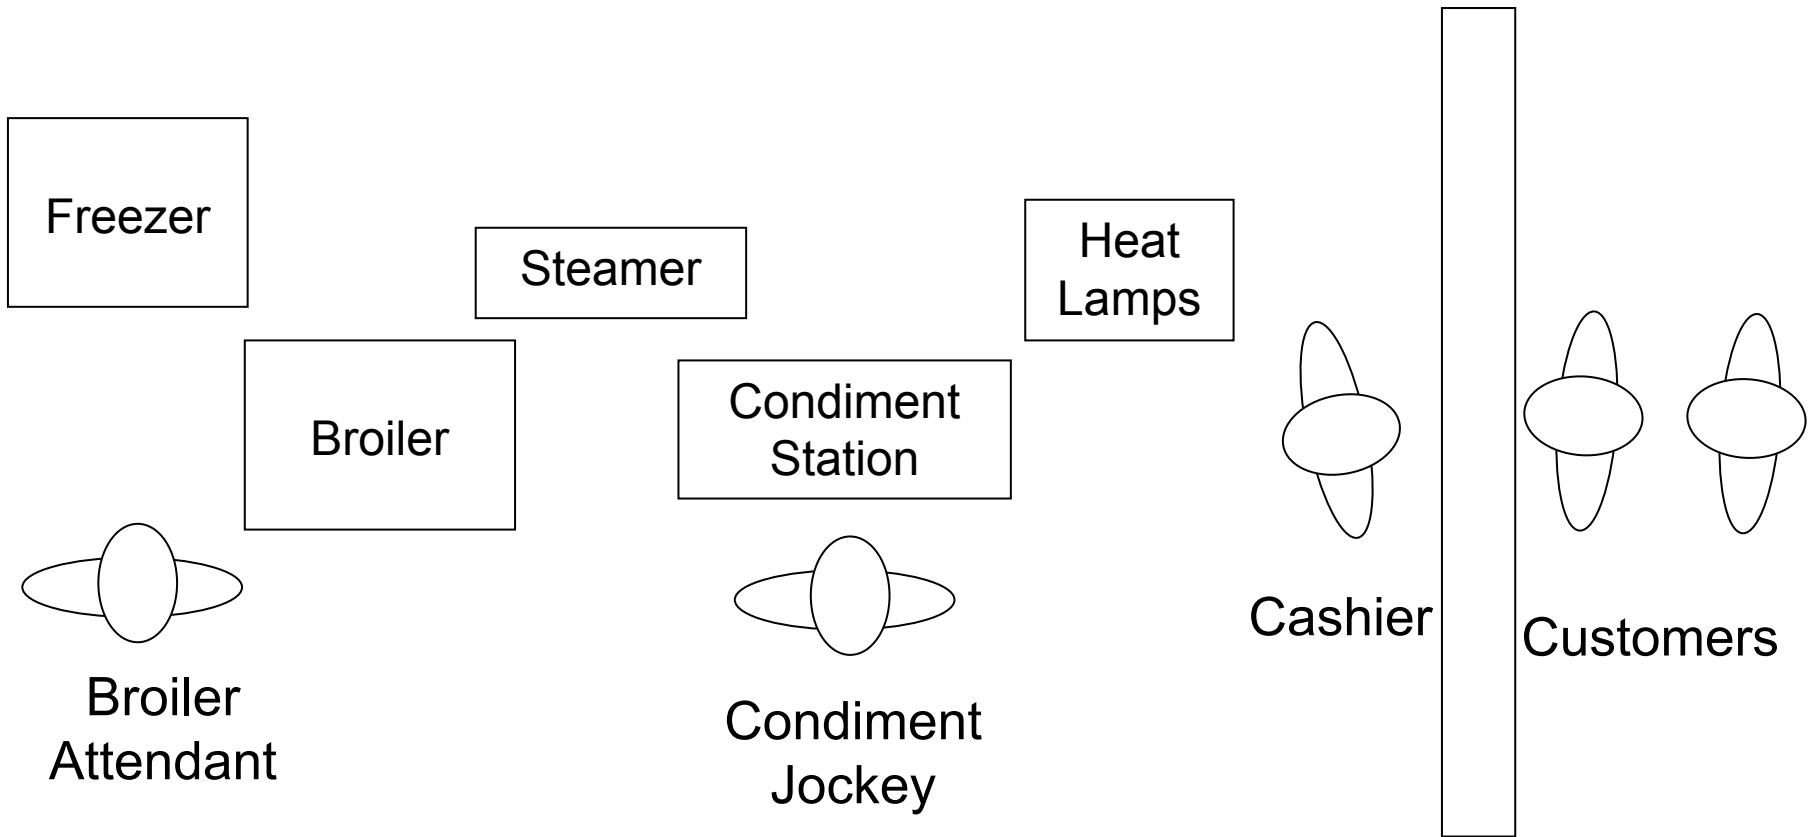 Freezer
Steamer
Heat
Lamps
Broiler
Condiment
Station
Cashier
Customers
Broiler
Attendant
Condiment
Jockey